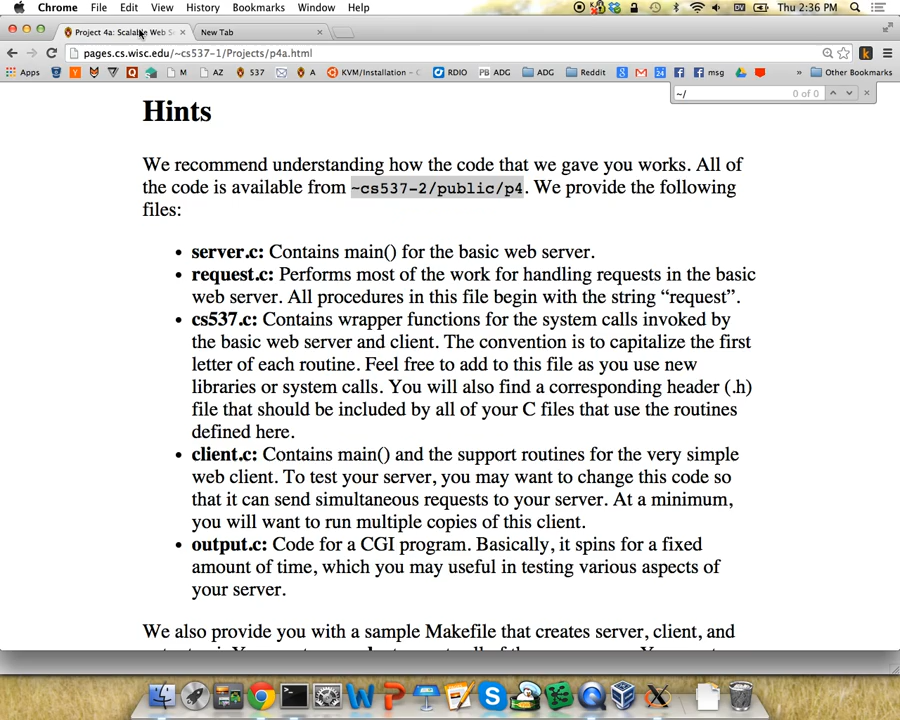 Chrome File Edit View History Bookmarks Window Help Thu 2:36 PM
Project 4a: Scalable Web S New Tab
pages.cs.wisc.edu/~cs537-1/Projects/p4a.html
Apps M AZ 537 A KVM/Installation - RDIO PB ADG ADG Reddit 24 f msg » Other Bookmarks
~/ 0 of 0
Hints
We recommend understanding how the code that we gave you works. All of
the code is available from ~cs537-2/public/p4. We provide the following
files:
• server.c: Contains main() for the basic web server.
• request.c: Performs most of the work for handling requests in the basic
web server. All procedures in this file begin with the string “request”.
• cs537.c: Contains wrapper functions for the system calls invoked by
the basic web server and client. The convention is to capitalize the first
letter of each routine. Feel free to add to this file as you use new
libraries or system calls. You will also find a corresponding header (.h)
file that should be included by all of your C files that use the routines
defined here.
• client.c: Contains main() and the support routines for the very simple
web client. To test your server, you may want to change this code so
that it can send simultaneous requests to your server. At a minimum,
you will want to run multiple copies of this client.
• output.c: Code for a CGI program. Basically, it spins for a fixed
amount of time, which you may useful in testing various aspects of
your server.
We also provide you with a sample Makefile that creates server, client, and